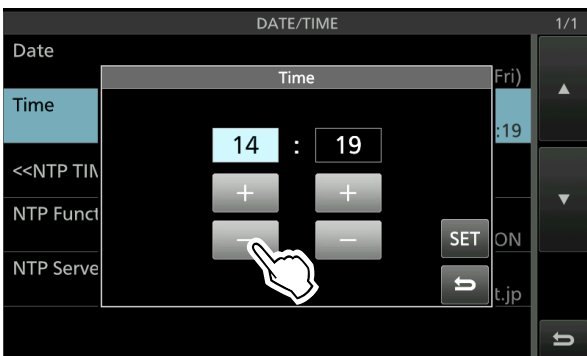 DATE/TIME 1/1
Date
Fri)
Time
Time
:19
14 : 19
<<NTP TIM
+ +
− −
NTP Funct
SET ON
NTP Serve
t.jp